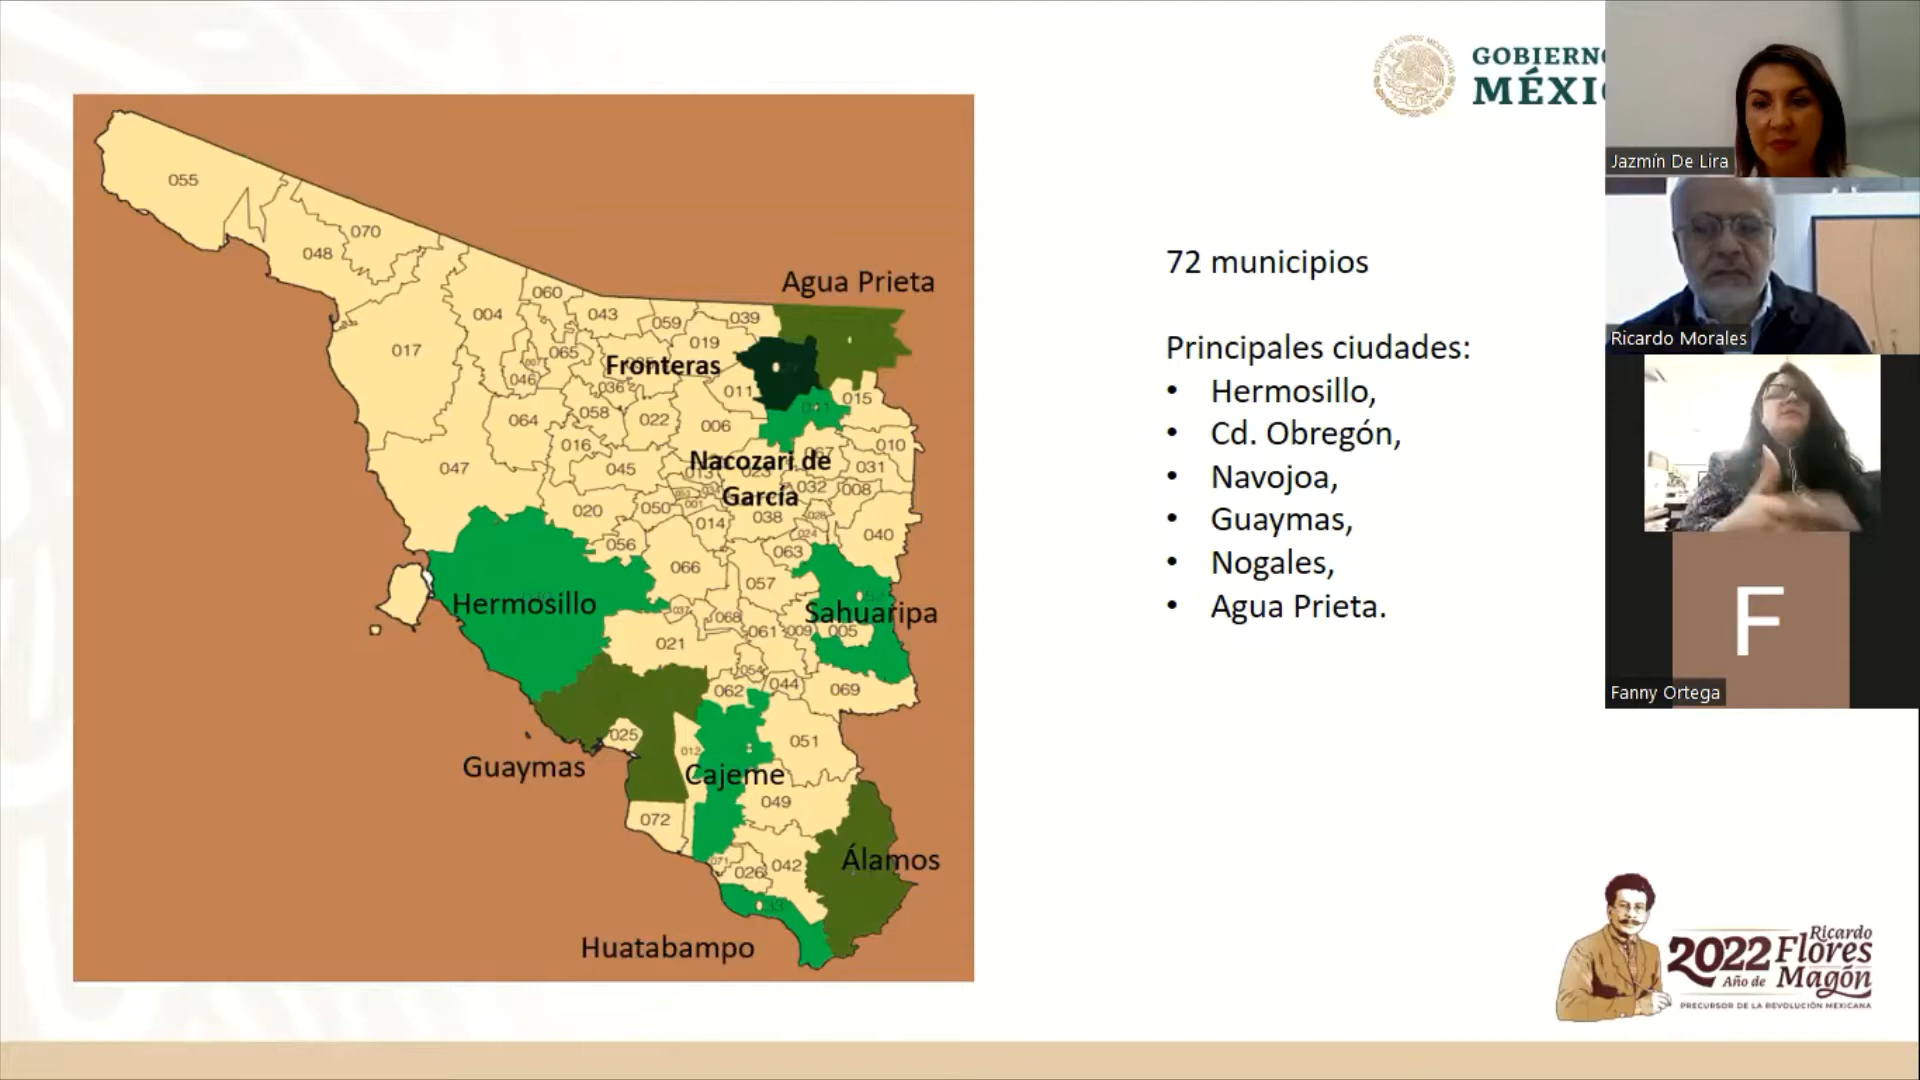 GOBIERN
MÉXI
Jazmín De Lira
Ricardo Morales
F
Fanny Ortega
72 municipios
Principales ciudades:
• Hermosillo,
• Cd. Obregón,
• Navojoa,
• Guaymas,
• Nogales,
• Agua Prieta.
055
070
048
Agua Prieta
060
004
043
059
039
017
019
065
Fronteras
046
036
011
015
064
058
022
006
016
010
047
045
Nacozari de
García
031
032
008
020
050
014
038
040
056
063
066
057
Hermosillo
Sahuaripa
068
061
009
005
021
054
062
044
069
025
012
051
Guaymas
Cajeme
049
072
Álamos
071
026
042
Huatabampo
2022
Ricardo
Flores
Año de
Magón
PRECURSOR DE LA REVOLUCIÓN MEXICANA